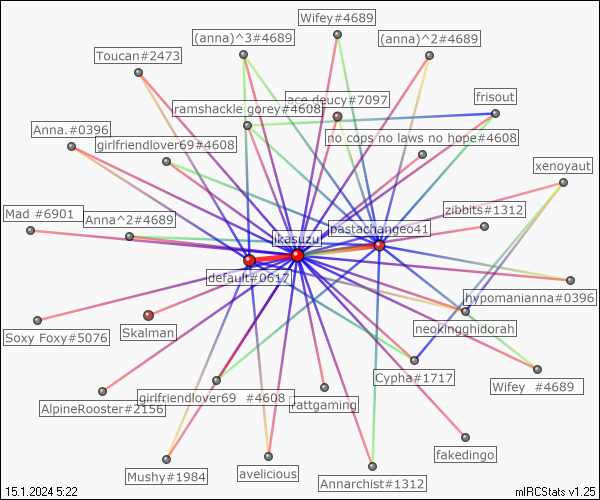 Wifey#4689
(anna)^3#4689
(anna)^2#4689
Toucan#2473
ace deucy#7097
frisout
ramshackle gorey#4608
Anna.#0396
no cops no laws no hope#4608
girlfriendlover69#4608
xenoyaut
Mad #6901
Anna^2#4689
zibbits#1312
pastachangeo41
ikasuzu
default#0617
hypomanianna#0396
neokingghidorah
Skalman
Soxy Foxy#5076
Cypha#1717
Wifey  #4689
girlfriendlover69  #4608
rattgaming
AlpineRooster#2156
fakedingo
Mushy#1984
avelicious
Annarchist#1312
15.1.2024 5:22
mIRCStats v1.25